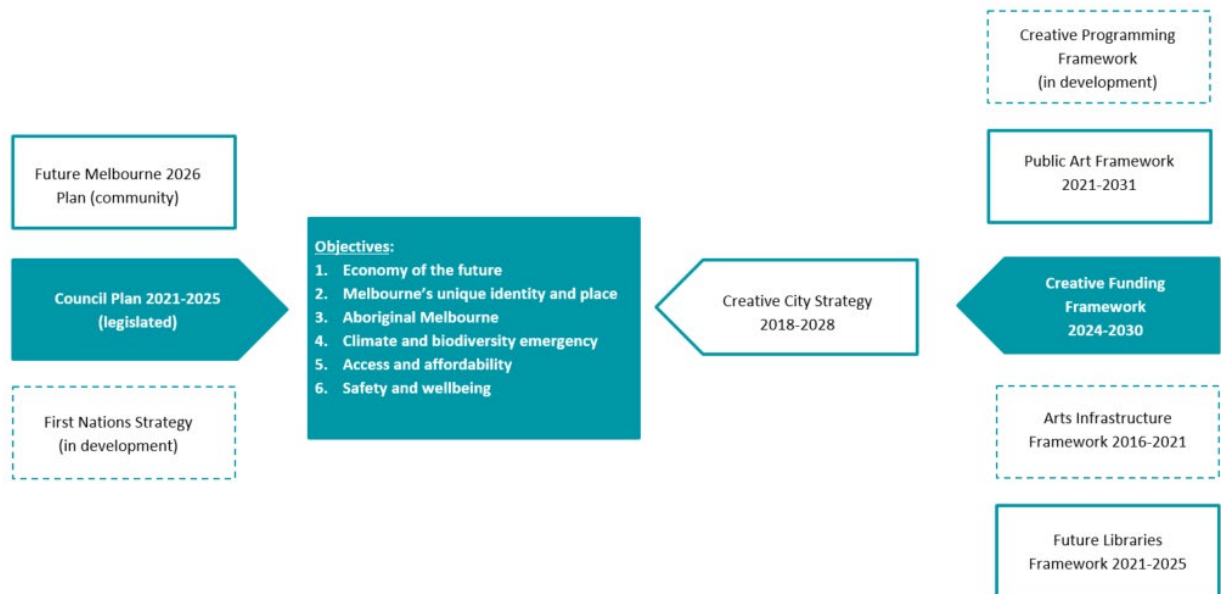 Future Melbourne 2026
Plan (community)
Council Plan 2021-2025
(legislated)
First Nations Strategy
(in development)
Objectives:
1. Economy of the future
2. Melbourne's unique identity and place
3. Aboriginal Melbourne
4. Climate and biodiversity emergency
5. Access and affordability
6. Safety and wellbeing
Creative City Strategy
2018-2028
Creative Programming
Framework
(in development)
Public Art Framework
2021-2031
Creative Funding
Framework
2024-2030
Arts Infrastructure
Framework 2016-2021
Future Libraries
Framework 2021-2025